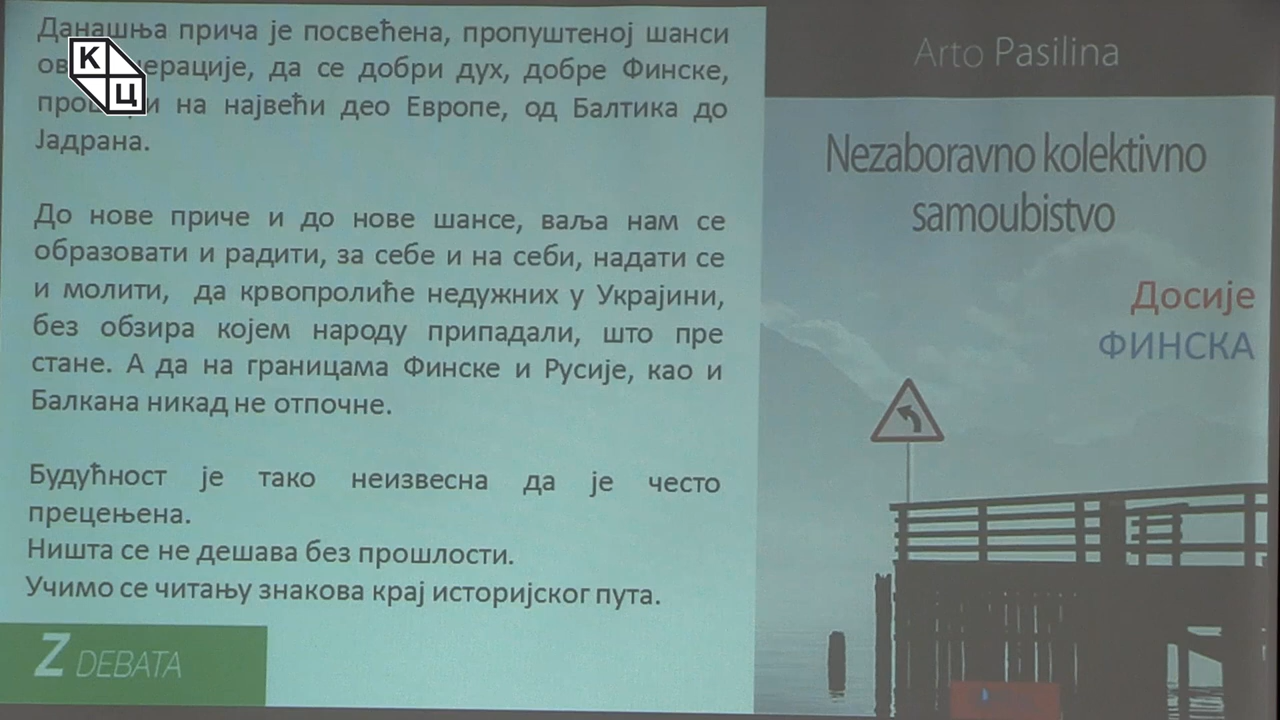 Данашња прича је посвећена, пропуштеној шанси
ов нерације, да се добри дух, добре Финске,
про и на највећи део Европе, од Балтика до
Јадрана.
До нове приче и до нове шансе, ваља нам се
образовати и радити, за себе и на себи, надати се
и молити, да крвопролиће недужних у Украјини,
без обзира којем народу припадали, што пре
стане. А да на границама Финске и Русије, као и
Балкана никад не отпочне.
Будућност је тако неизвесна да је често
прецењена.
Ништа се не дешава без прошлости.
Учимо се читању знакова крај историјског пута.
Z DEBATA
КЦ
Arto Pasilina
Nezaboravno kolektivno
samoubistvo
Досије
ФИНСКА